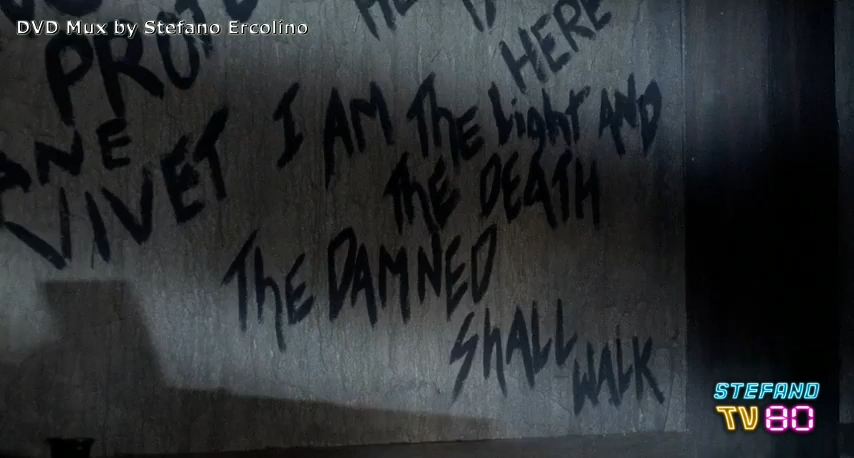 DVD Mux by Stefano Ercolino
HERE
I AM The Light AND
The DEATH
VIVET
The DAMNED
ShALL
WALK
STEFANO
TV80